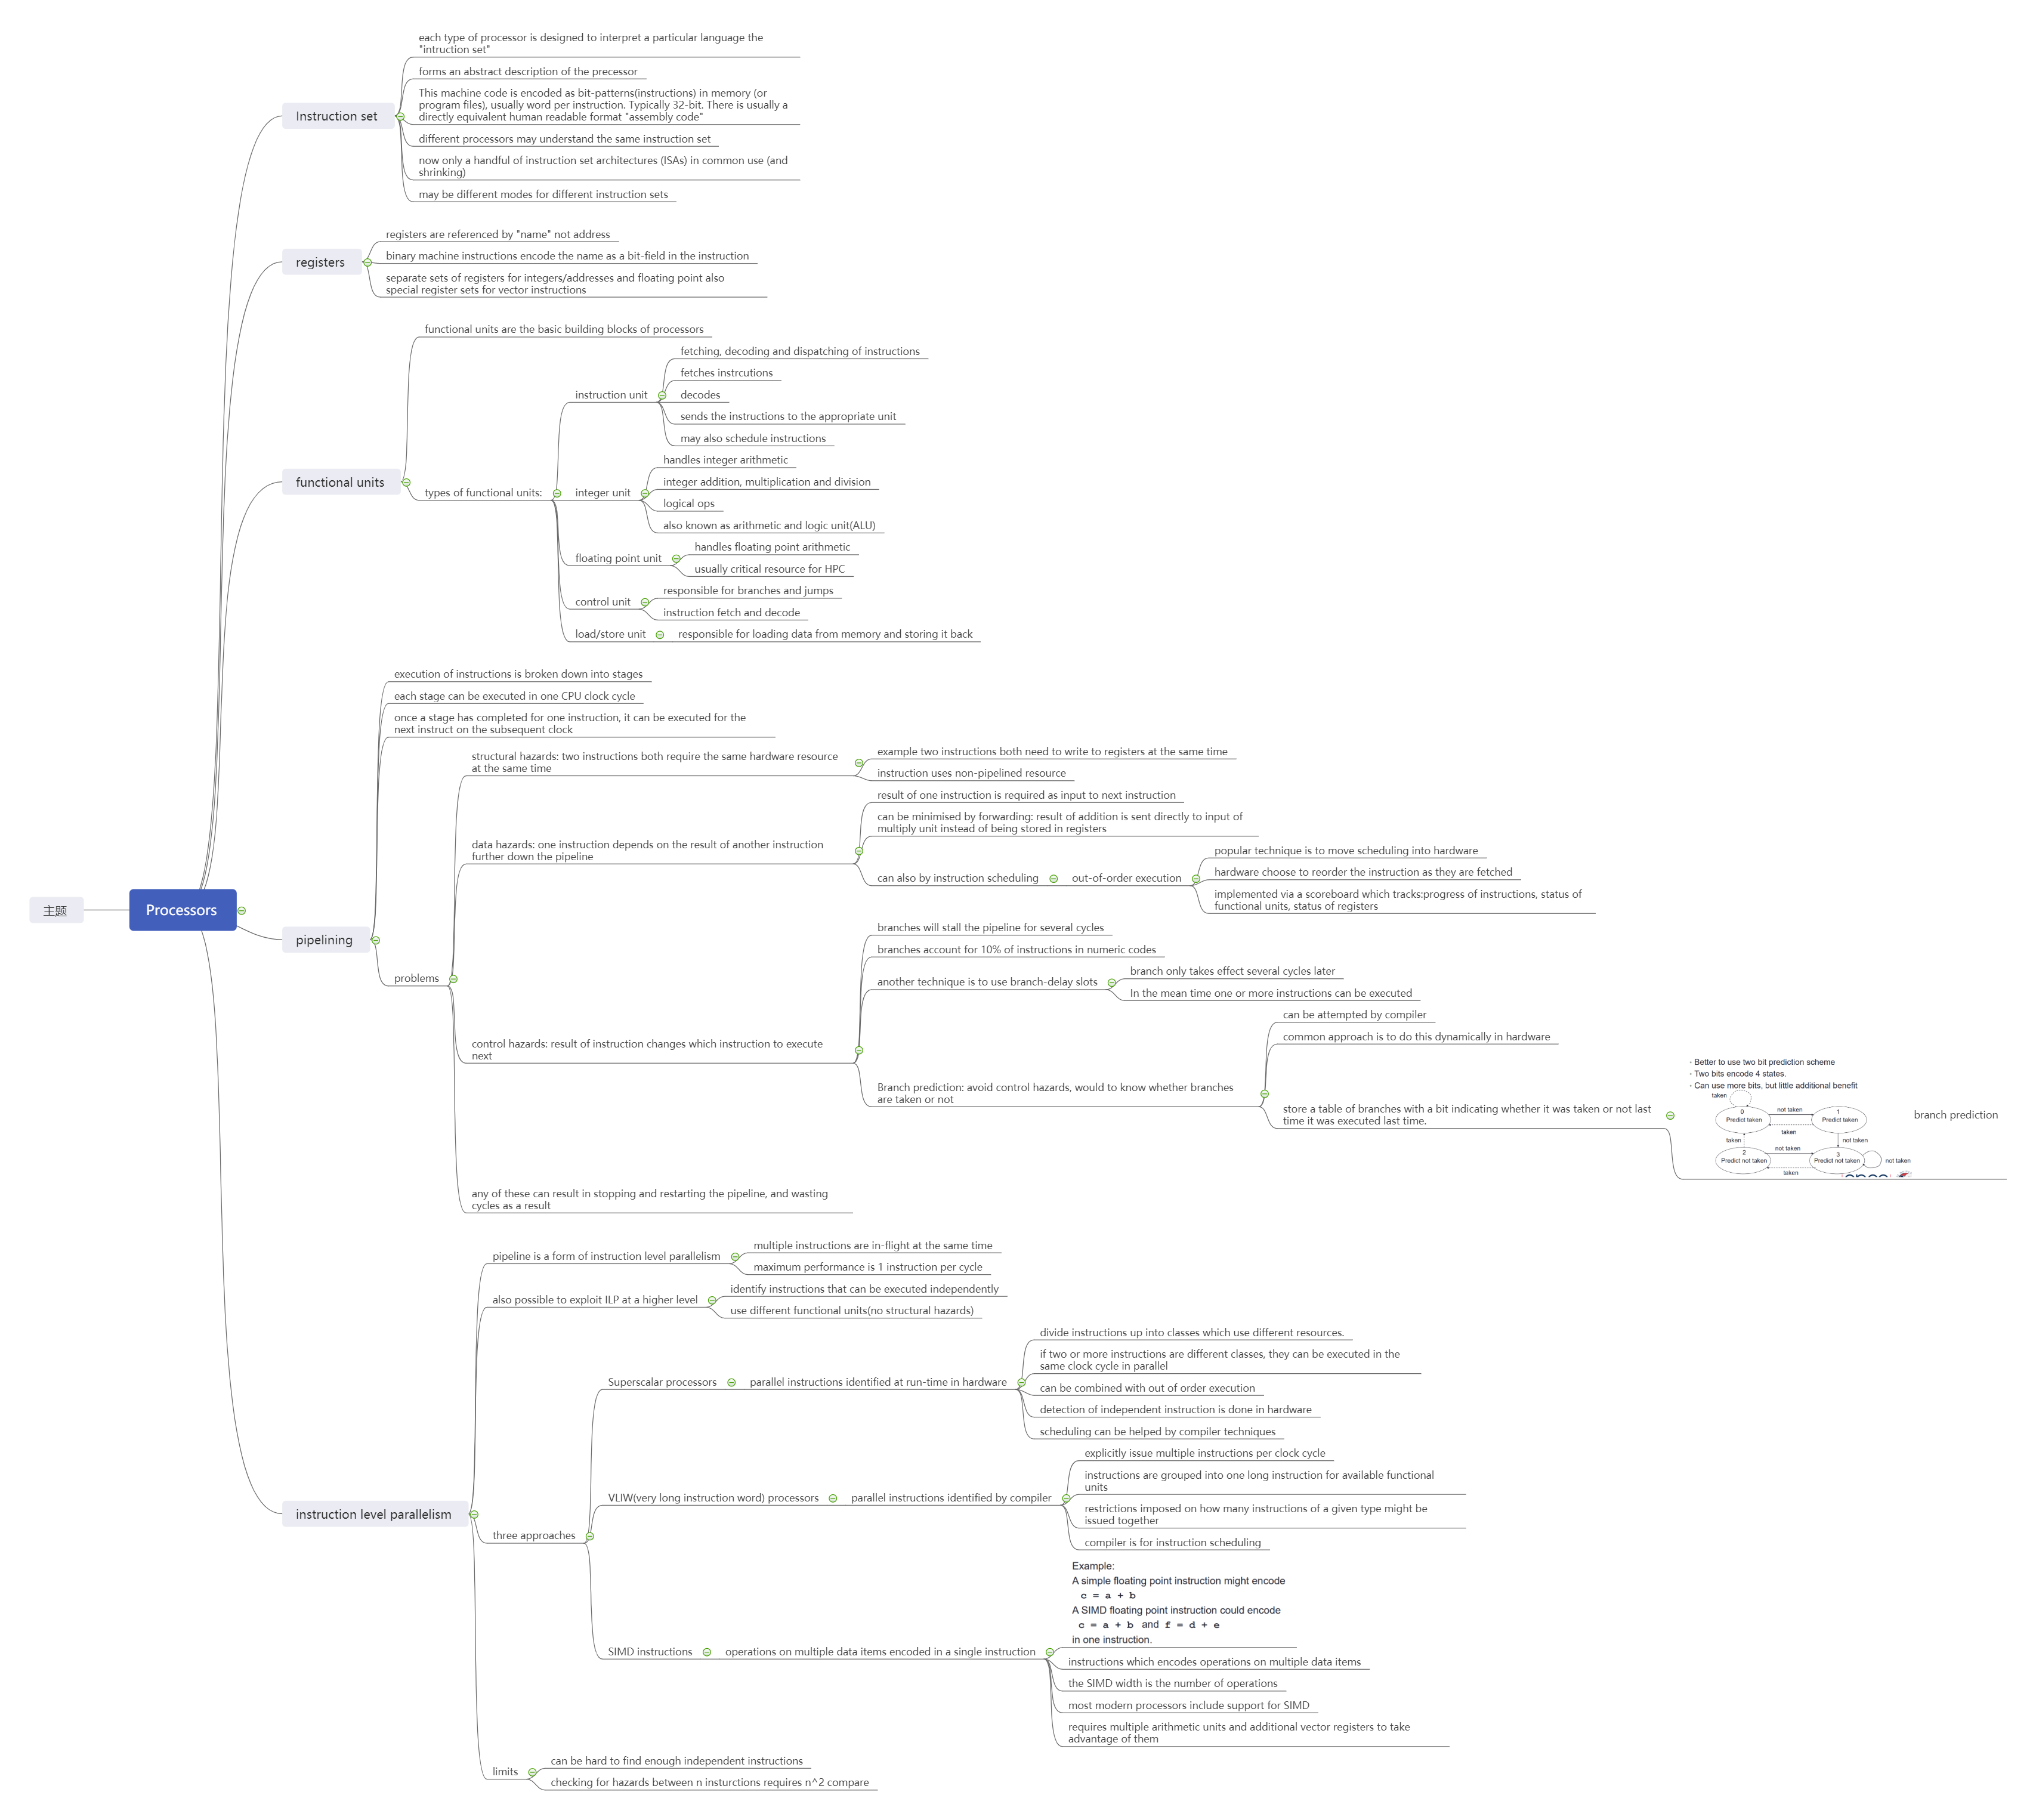 主题
Processors
Instruction set
each type of processor is designed to interpret a particular language the
"intruction set"
forms an abstract description of the precessor
This machine code is encoded as bit-patterns(instructions) in memory (or
program files), usually word per instruction. Typically 32-bit. There is usually a
directly equivalent human readable format "assembly code"
different processors may understand the same instruction set
now only a handful of instruction set architectures (ISAs) in common use (and
shrinking)
may be different modes for different instruction sets
registers
registers are referenced by "name" not address
binary machine instructions encode the name as a bit-field in the instruction
separate sets of registers for integers/addresses and floating point also
special register sets for vector instructions
functional units
functional units are the basic building blocks of processors
types of functional units:
instruction unit
fetching, decoding and dispatching of instructions
fetches instrcutions
decodes
sends the instructions to the appropriate unit
may also schedule instructions
integer unit
handles integer arithmetic
integer addition, multiplication and division
logical ops
also known as arithmetic and logic unit(ALU)
floating point unit
handles floating point arithmetic
usually critical resource for HPC
control unit
responsible for branches and jumps
instruction fetch and decode
load/store unit
responsible for loading data from memory and storing it back
pipelining
execution of instructions is broken down into stages
each stage can be executed in one CPU clock cycle
once a stage has completed for one instruction, it can be executed for the
next instruct on the subsequent clock
problems
structural hazards: two instructions both require the same hardware resource
at the same time
example two instructions both need to write to registers at the same time
instruction uses non-pipelined resource
data hazards: one instruction depends on the result of another instruction
further down the pipeline
result of one instruction is required as input to next instruction
can be minimised by forwarding: result of addition is sent directly to input of
multiply unit instead of being stored in registers
can also by instruction scheduling
out-of-order execution
popular technique is to move scheduling into hardware
hardware choose to reorder the instruction as they are fetched
implemented via a scoreboard which tracks:progress of instructions, status of
functional units, status of registers
control hazards: result of instruction changes which instruction to execute
next
branches will stall the pipeline for several cycles
branches account for 10% of instructions in numeric codes
another technique is to use branch-delay slots
branch only takes effect several cycles later
In the mean time one or more instructions can be executed
Branch prediction: avoid control hazards, would to know whether branches
are taken or not
can be attempted by compiler
common approach is to do this dynamically in hardware
store a table of branches with a bit indicating whether it was taken or not last
time it was executed last time.
· Better to use two bit prediction scheme
· Two bits encode 4 states.
· Can use more bits, but little additional benefit
taken
0
Predict taken
not taken
1
Predict taken
taken
taken
not taken
2
Predict not taken
not taken
3
Predict not taken
not taken
taken
branch prediction
any of these can result in stopping and restarting the pipeline, and wasting
cycles as a result
instruction level parallelism
pipeline is a form of instruction level parallelism
multiple instructions are in-flight at the same time
maximum performance is 1 instruction per cycle
also possible to exploit ILP at a higher level
identify instructions that can be executed independently
use different functional units(no structural hazards)
three approaches
Superscalar processors
parallel instructions identified at run-time in hardware
divide instructions up into classes which use different resources.
if two or more instructions are different classes, they can be executed in the
same clock cycle in parallel
can be combined with out of order execution
detection of independent instruction is done in hardware
scheduling can be helped by compiler techniques
VLIW(very long instruction word) processors
parallel instructions identified by compiler
explicitly issue multiple instructions per clock cycle
instructions are grouped into one long instruction for available functional
units
restrictions imposed on how many instructions of a given type might be
issued together
compiler is for instruction scheduling
SIMD instructions
operations on multiple data items encoded in a single instruction
Example:
A simple floating point instruction might encode
c = a + b
A SIMD floating point instruction could encode
c = a + b and f = d + e
in one instruction.
instructions which encodes operations on multiple data items
the SIMD width is the number of operations
most modern processors include support for SIMD
requires multiple arithmetic units and additional vector registers to take
advantage of them
limits
can be hard to find enough independent instructions
checking for hazards between n insturctions requires n^2 compare